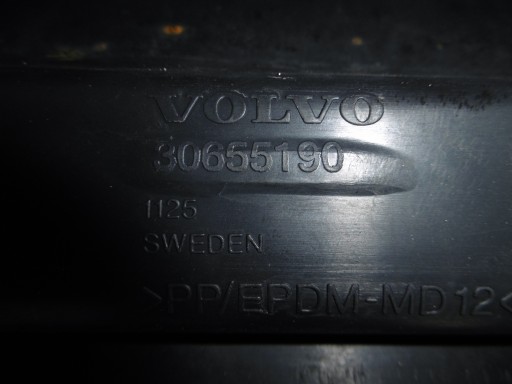 VOLVO
30655190
1125
SWEDEN
>PP/EPDM-MD12<